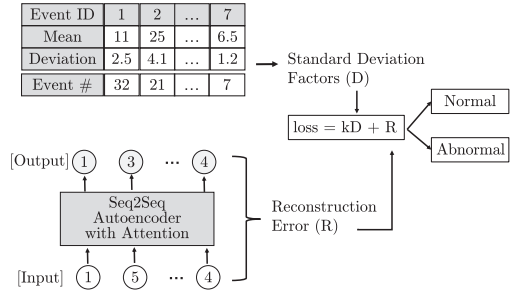 Event ID 1 2 ... 7
Mean 11 25 ... 6.5
Deviation 2.5 4.1 ... 1.2
Event # 32 21 ... 7
Standard Deviation
Factors (D)
loss = kD + R
Normal
Abnormal
[Output] 1 3 ... 4
Seq2Seq
Autoencoder
with Attention
[Input] 1 5 ... 4
Reconstruction
Error (R)